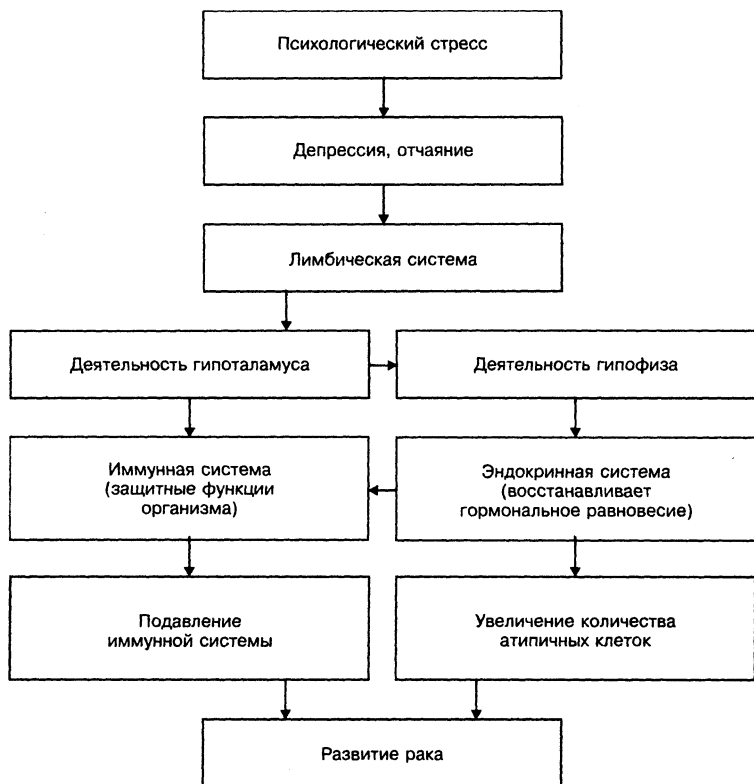 Психологический стресс
Депрессия, отчаяние
Лимбическая система
Деятельность гипоталамуса
Деятельность гипофиза
Иммунная система
(защитные функции
организма)
Эндокринная система
(восстанавливает
гормональное равновесие)
Подавление
иммунной системы
Увеличение количества
атипичных клеток
Развитие рака